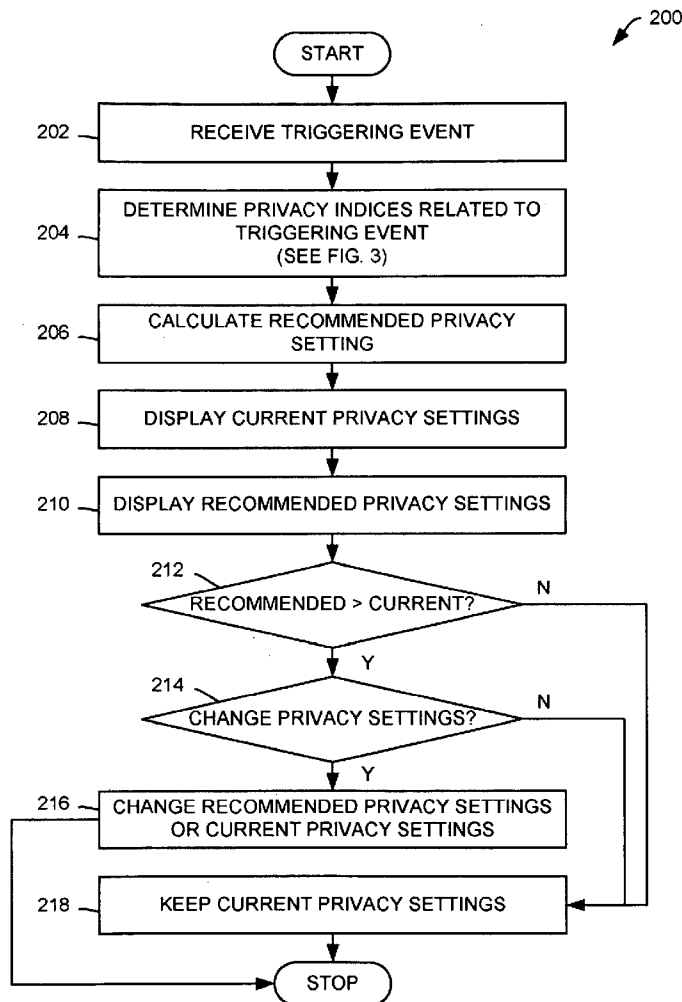 200
START
202
RECEIVE TRIGGERING EVENT
204
DETERMINE PRIVACY INDICES RELATED TO
TRIGGERING EVENT
(SEE FIG. 3)
206
CALCULATE RECOMMENDED PRIVACY
SETTING
208
DISPLAY CURRENT PRIVACY SETTINGS
210
DISPLAY RECOMMENDED PRIVACY SETTINGS
212
RECOMMENDED > CURRENT?
N
Y
214
CHANGE PRIVACY SETTINGS?
N
Y
216
CHANGE RECOMMENDED PRIVACY SETTINGS
OR CURRENT PRIVACY SETTINGS
218
KEEP CURRENT PRIVACY SETTINGS
STOP